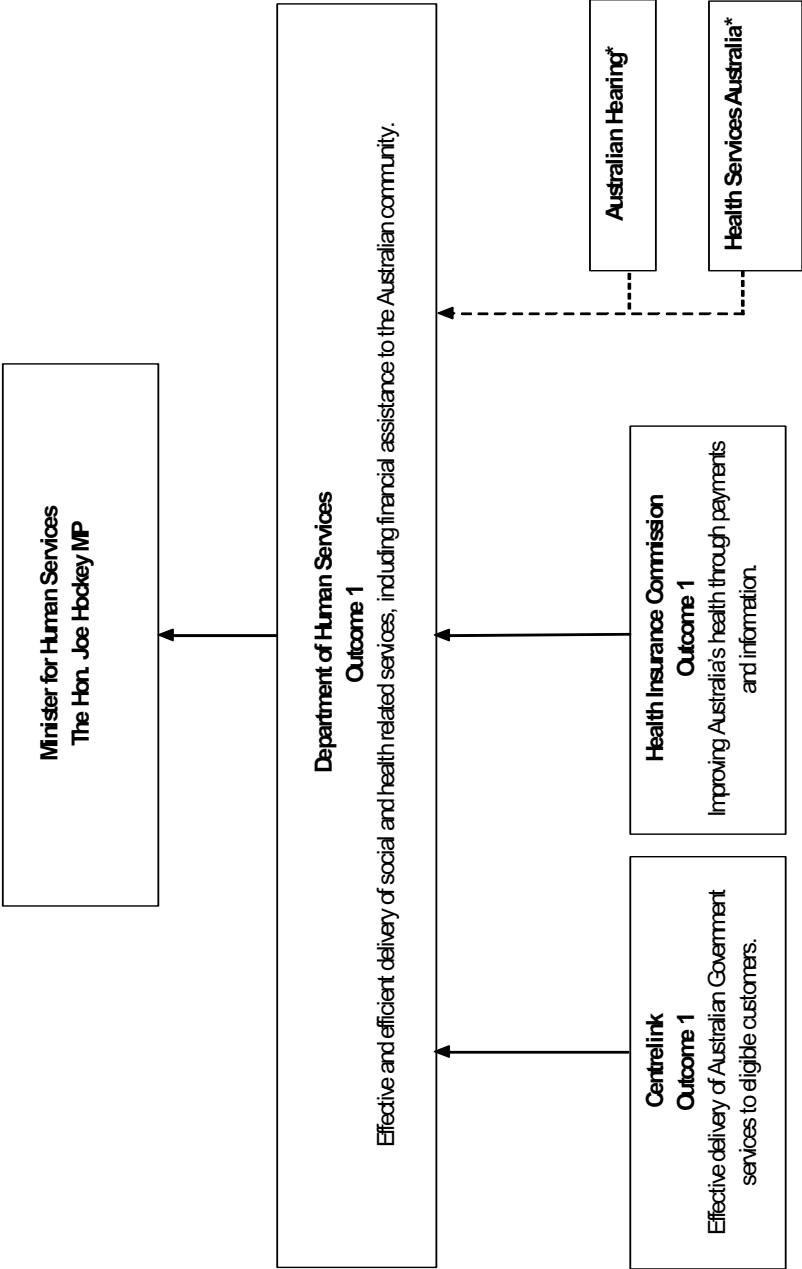 Minister for Human Services
The Hon. Joe Hockey MP
Department of Human Services
Outcome 1
Effective and efficient delivery of social and health related services, including financial assistance to the Australian community.
Centrelink
Outcome 1
Effective delivery of Australian Government
services to eligible customers.
Health Insurance Commission
Outcome 1
Improving Australia's health through payments
and information.
Australian Hearing*
Health Services Australia*